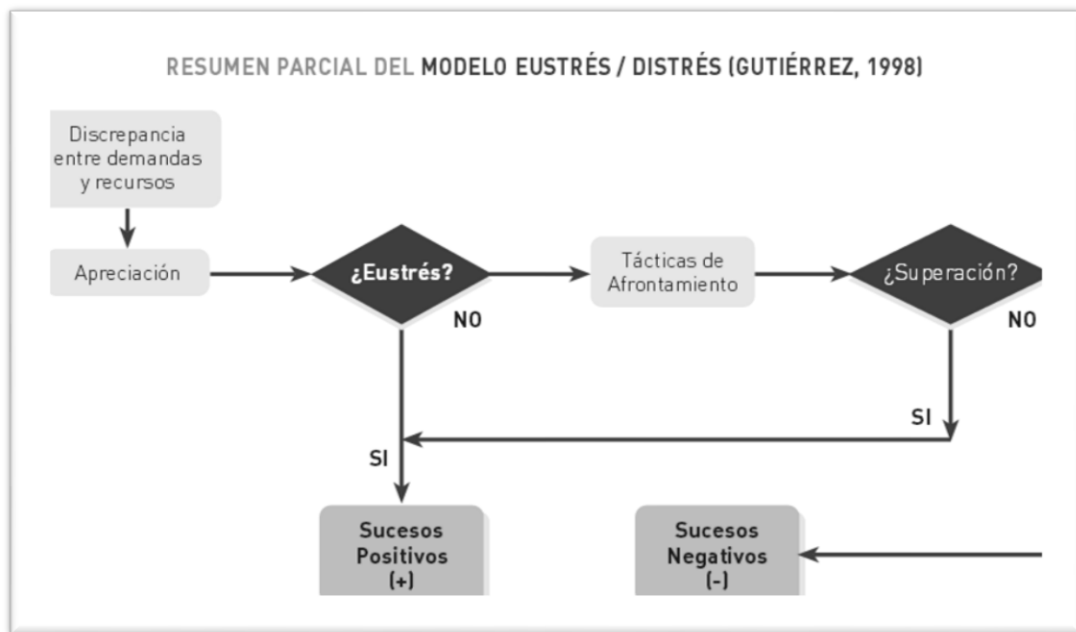 RESUMEN PARCIAL DEL MODELO EUSTRÉS / DISTRÉS (GUTIÉRREZ, 1998)
Discrepancia
entre demandas
y recursos
Apreciación
¿Eustrés?
NO
Tácticas de
Afrontamiento
¿Superación?
NO
SI
SI
Sucesos
Positivos
(+)
Sucesos
Negativos
(-)